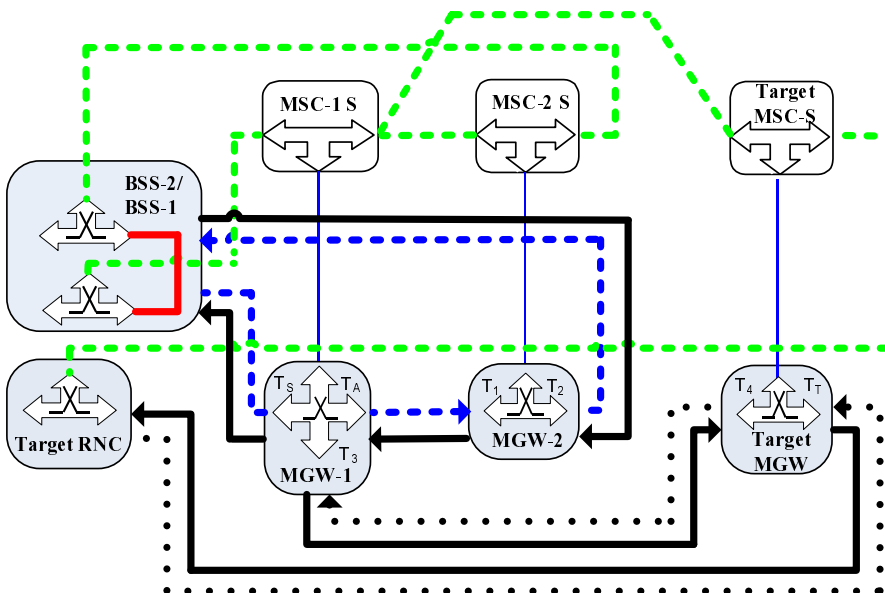 MSC-1 S
MSC-2 S
Target
MSC-S
BSS-2/
BSS-1
Target RNC
TS
TA
T3
MGW-1
T1
T2
MGW-2
T4
TT
Target
MGW